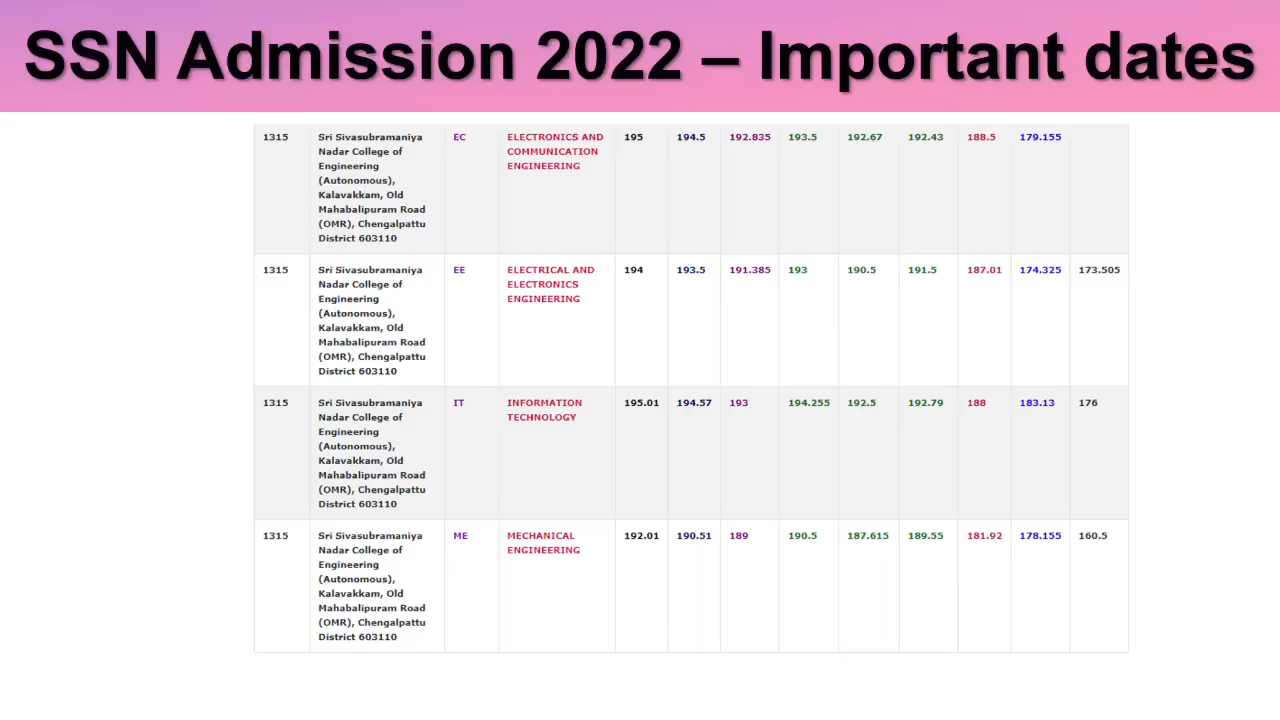 SSN Admission 2022 – Important dates
1315 Sri Sivasubramaniya EC ELECTRONICS AND 195 194.5 192.835 193.5 192.67 192.43 188.5 179.155
Nadar College of COMMUNICATION
Engineering ENGINEERING
(Autonomous),
Kalavakkam, Old
Mahabalipuram Road
(OMR), Chengalpattu
District 603110
1315 Sri Sivasubramaniya EE ELECTRICAL AND 194 193.5 191.385 193 190.5 191.5 187.01 174.325 173.505
Nadar College of ELECTRONICS
Engineering ENGINEERING
(Autonomous),
Kalavakkam, Old
Mahabalipuram Road
(OMR), Chengalpattu
District 603110
1315 Sri Sivasubramaniya IT INFORMATION 195.01 194.57 193 194.255 192.5 192.79 188 183.13 176
Nadar College of TECHNOLOGY
Engineering
(Autonomous),
Kalavakkam, Old
Mahabalipuram Road
(OMR), Chengalpattu
District 603110
1315 Sri Sivasubramaniya ME MECHANICAL 192.01 190.51 189 190.5 187.615 189.55 181.92 178.155 160.5
Nadar College of ENGINEERING
Engineering
(Autonomous),
Kalavakkam, Old
Mahabalipuram Road
(OMR), Chengalpattu
District 603110